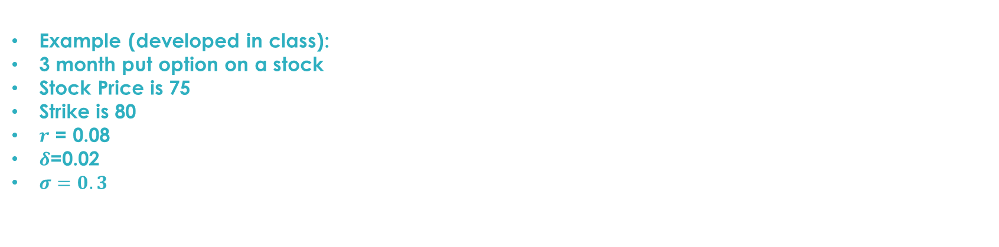 • Example (developed in class):
• 3 month put option on a stock
• Stock Price is 75
• Strike is 80
• 𝒓 = 0.08
• 𝜹=0.02
• 𝝈 = 𝟎.𝟑